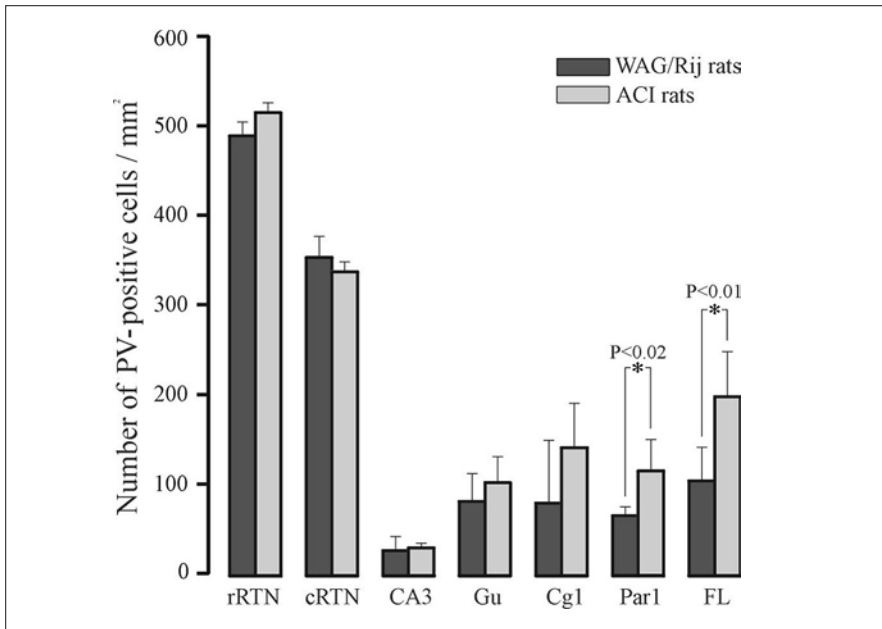 600
500
400
300
200
100
0
Number of PV-positive cells / mm²
WAG/Rij rats
ACI rats
P<0.01
*
P<0.02
*
rRTN cRTN CA3 Gu Cg1 Par1 FL